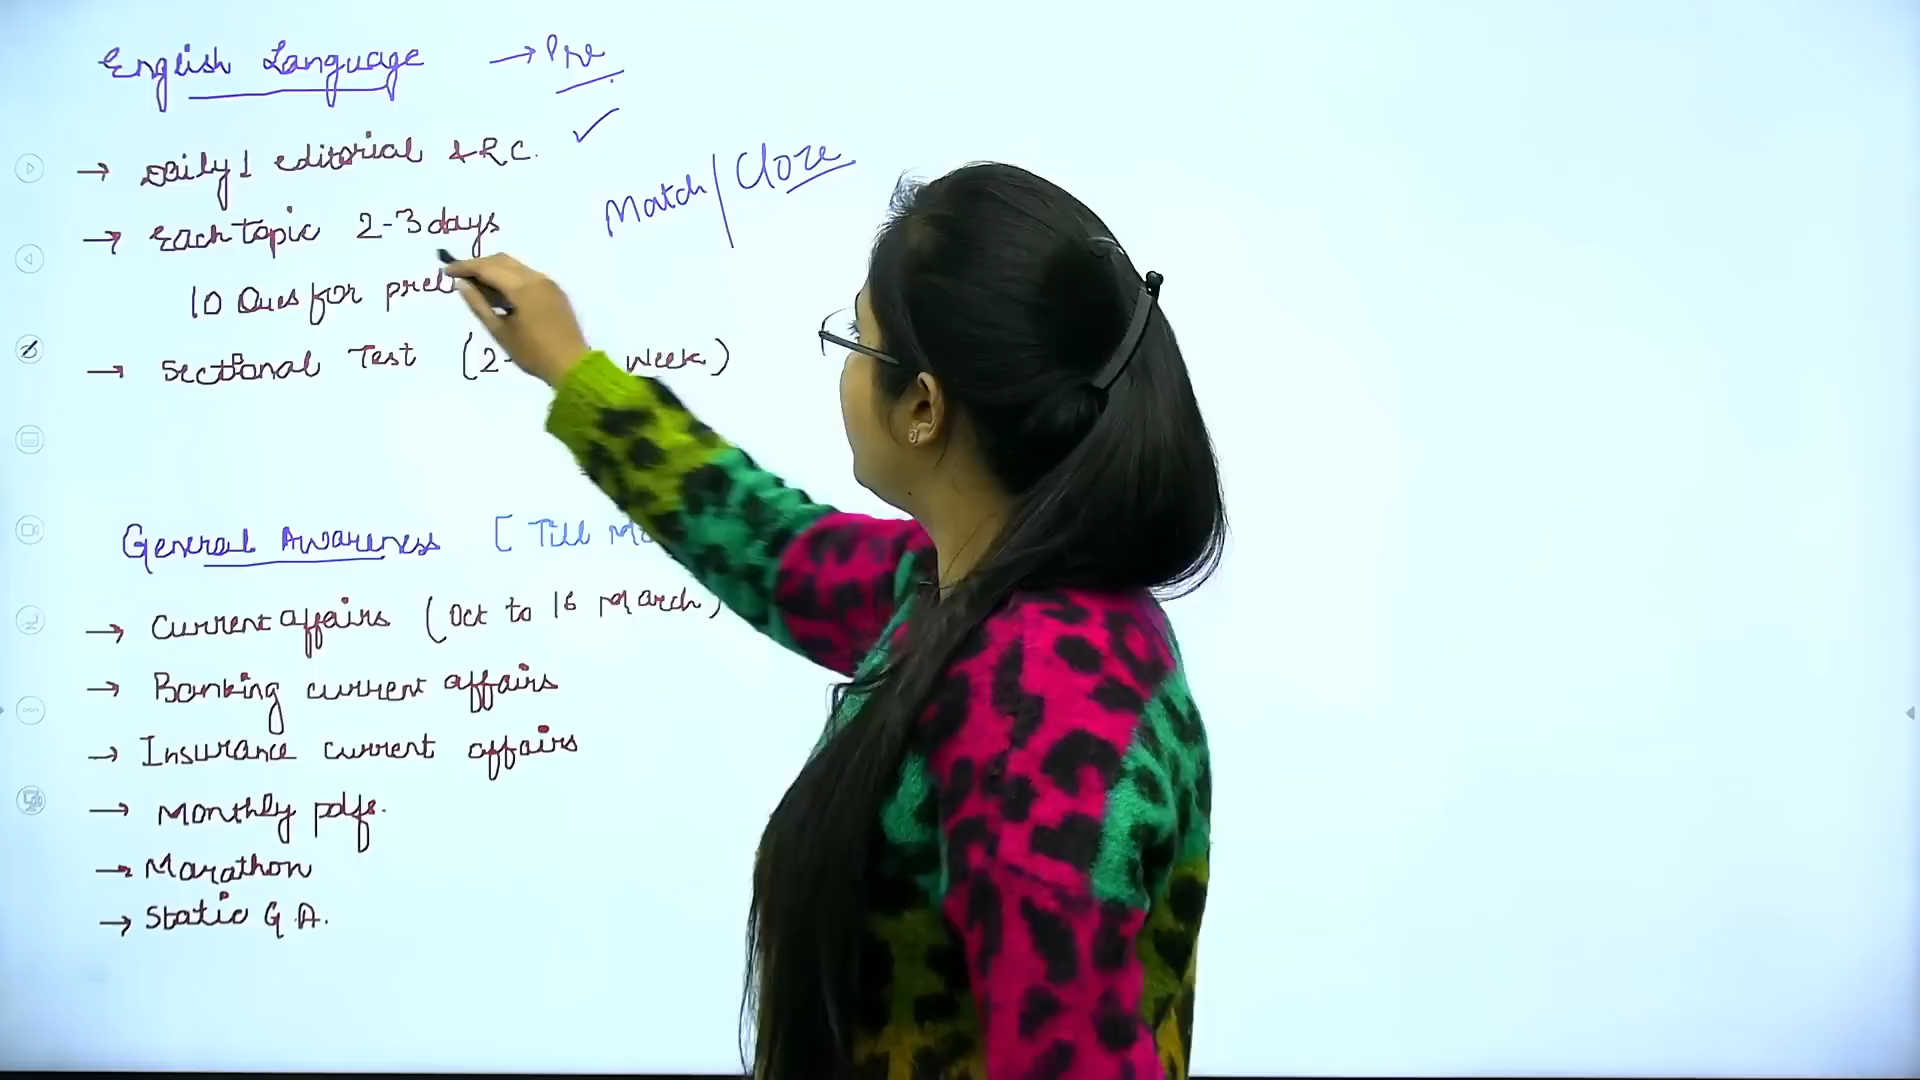 English Language → Pre
→ Daily 1 editorial + R.C. ✓
Match/Cloze
→ Each topic 2-3 days
10 Ques for
→ Sectional Test (2- week)
General Awareness [ Till
→ Current affairs (Oct to 16 March)
→ Banking current affairs
→ Insurance current affairs
→ Monthly pdfs.
→ Marathon
→ Static G.A.